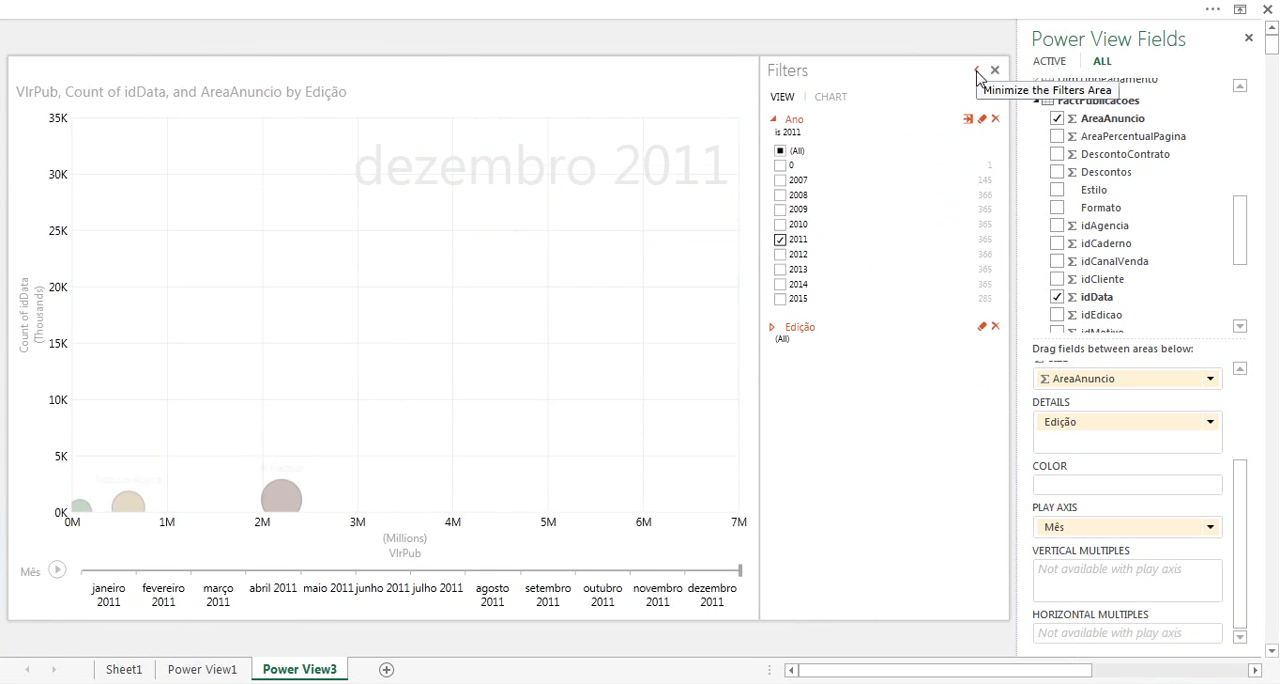 VlrPub, Count of idData, and AreaAnuncio by Edição
35K
30K
25K
20K
15K
10K
5K
0K
Count of idData
(Thousands)
dezembro 2011
0M 1M 2M 3M 4M 5M 6M 7M
(Millions)
VlrPub
Mês
janeiro 2011
fevereiro 2011
março 2011
abril 2011
maio 2011
junho 2011
julho 2011
agosto 2011
setembro 2011
outubro 2011
novembro 2011
dezembro 2011
Filters
VIEW CHART
Minimize the Filters Area
Ano
is 2011
(All)
0 1
2007 145
2008 366
2009 365
2010 365
2011 365
2012 366
2013 365
2014 365
2015 285
Edição
(All)
Power View Fields
ACTIVE ALL
DimTipoPagamento
FactPublicacoes
Σ AreaAnuncio
Σ AreaPercentualPagina
Σ DescontoContrato
Σ Descontos
Estilo
Formato
Σ idAgencia
Σ idCaderno
Σ idCanalVenda
Σ idCliente
Σ idData
Σ idEdicao
Σ idMotivo
Drag fields between areas below:
Σ SIZE
Σ AreaAnuncio
DETAILS
Edição
COLOR
PLAY AXIS
Mês
VERTICAL MULTIPLES
Not available with play axis
HORIZONTAL MULTIPLES
Not available with play axis
Sheet1 Power View1 Power View3